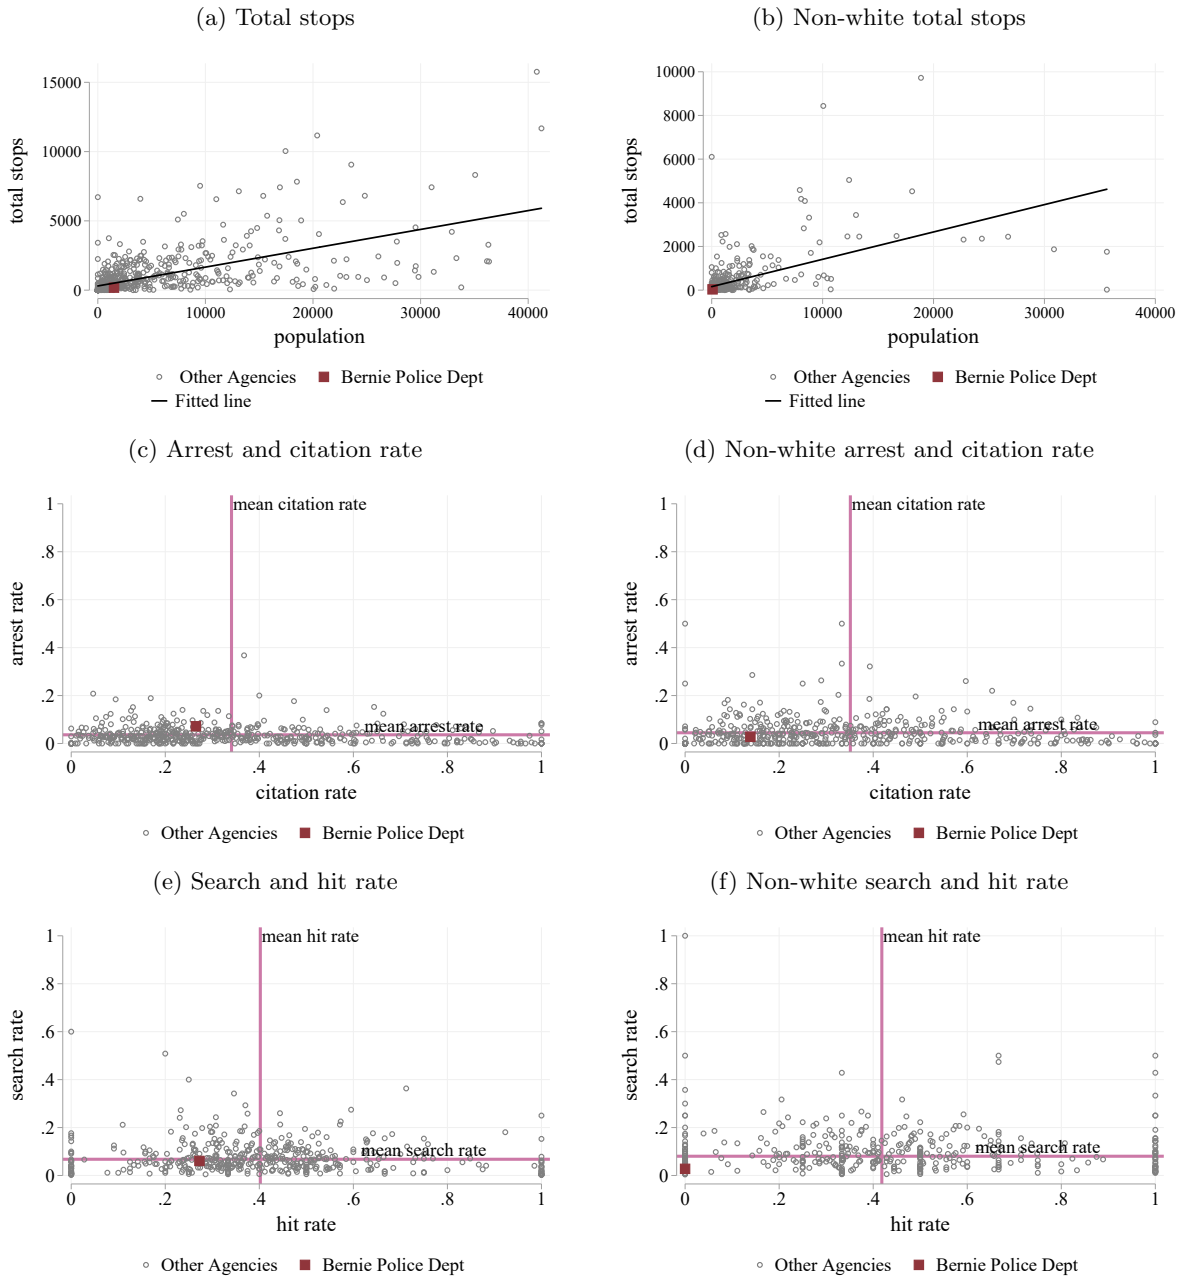 (a) Total stops
(b) Non-white total stops
15000
10000
5000
0
total stops
0 10000 20000 30000 40000
population
Other Agencies Bernie Police Dept
Fitted line
10000
8000
6000
4000
2000
0
total stops
0 10000 20000 30000 40000
population
Other Agencies Bernie Police Dept
Fitted line
(c) Arrest and citation rate
(d) Non-white arrest and citation rate
1
.8
.6
.4
.2
0
arrest rate
mean citation rate
mean arrest rate
0 .2 .4 .6 .8 1
citation rate
Other Agencies Bernie Police Dept
1
.8
.6
.4
.2
0
arrest rate
mean citation rate
mean arrest rate
0 .2 .4 .6 .8 1
citation rate
Other Agencies Bernie Police Dept
(e) Search and hit rate
(f) Non-white search and hit rate
1
.8
.6
.4
.2
0
search rate
mean hit rate
mean search rate
0 .2 .4 .6 .8 1
hit rate
Other Agencies Bernie Police Dept
1
.8
.6
.4
.2
0
search rate
mean hit rate
mean search rate
0 .2 .4 .6 .8 1
hit rate
Other Agencies Bernie Police Dept